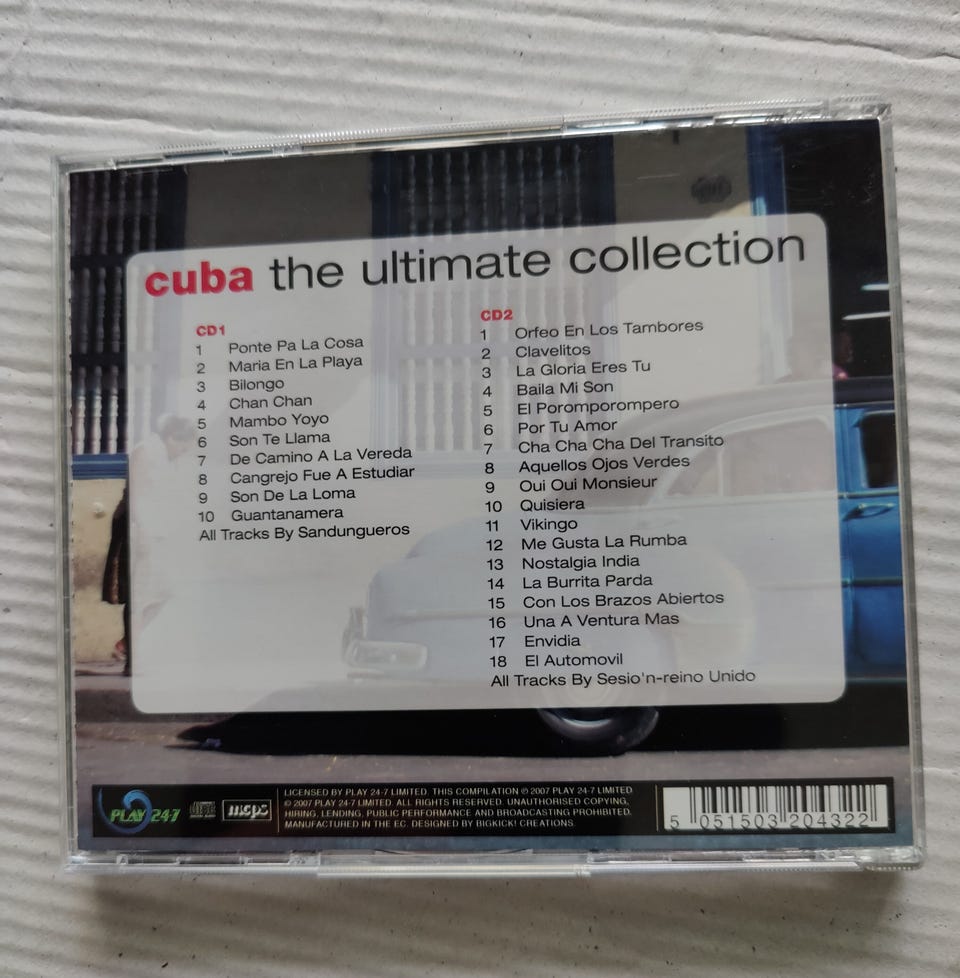 cuba the ultimate collection
CD1
1 Ponte Pa La Cosa
2 Maria En La Playa
3 Bilongo
4 Chan Chan
5 Mambo Yoyo
6 Son Te Llama
7 De Camino A La Vereda
8 Cangrejo Fue A Estudiar
9 Son De La Loma
10 Guantanamera
All Tracks By Sandungueros
CD2
1 Orfeo En Los Tambores
2 Clavelitos
3 La Gloria Eres Tu
4 Baila Mi Son
5 El Poromporompero
6 Por Tu Amor
7 Cha Cha Cha Del Transito
8 Aquellos Ojos Verdes
9 Oui Oui Monsieur
10 Quisiera
11 Vikingo
12 Me Gusta La Rumba
13 Nostalgia India
14 La Burrita Parda
15 Con Los Brazos Abiertos
16 Una A Ventura Mas
17 Envidia
18 El Automovil
All Tracks By Sesio'n-reino Unido
PLAY 24-7
mcps
LICENSED BY PLAY 24-7 LIMITED. THIS COMPILATION ℗ 2007 PLAY 24-7 LIMITED
© 2007 PLAY 24-7 LIMITED. ALL RIGHTS RESERVED. UNAUTHORISED COPYING,
HIRING, LENDING, PUBLIC PERFORMANCE AND BROADCASTING PROHIBITED.
MANUFACTURED IN THE EC. DESIGNED BY BIGKICK! CREATIONS.
5 051503 204322